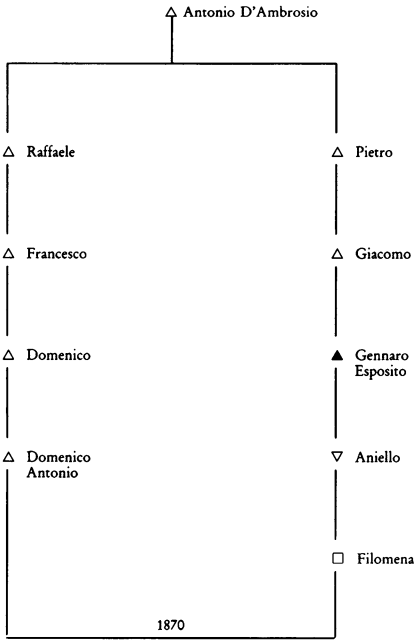 Antonio D'Ambrosio
Raffaele
Pietro
Francesco
Giacomo
Domenico
Gennaro
Esposito
Domenico
Antonio
Aniello
Filomena
1870